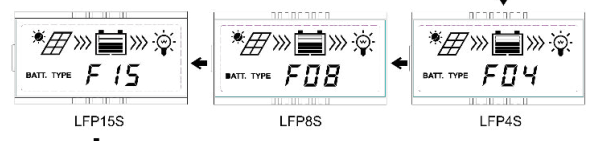 BATT. TYPE F15
BATT. TYPE F08
BATT. TYPE F04
LFP15S
LFP8S
LFP4S